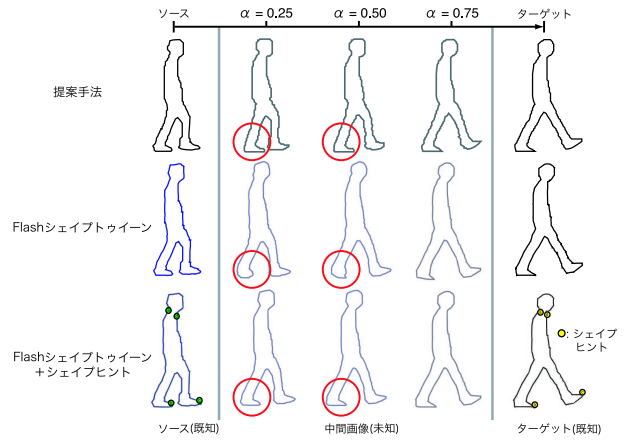 ソース
α = 0.25
α = 0.50
α = 0.75
ターゲット
提案手法
Flashシェイプトゥイーン
Flashシェイプトゥイーン
+シェイプヒント
: シェイプ
ヒント
ソース(既知)
中間画像(未知)
ターゲット(既知)